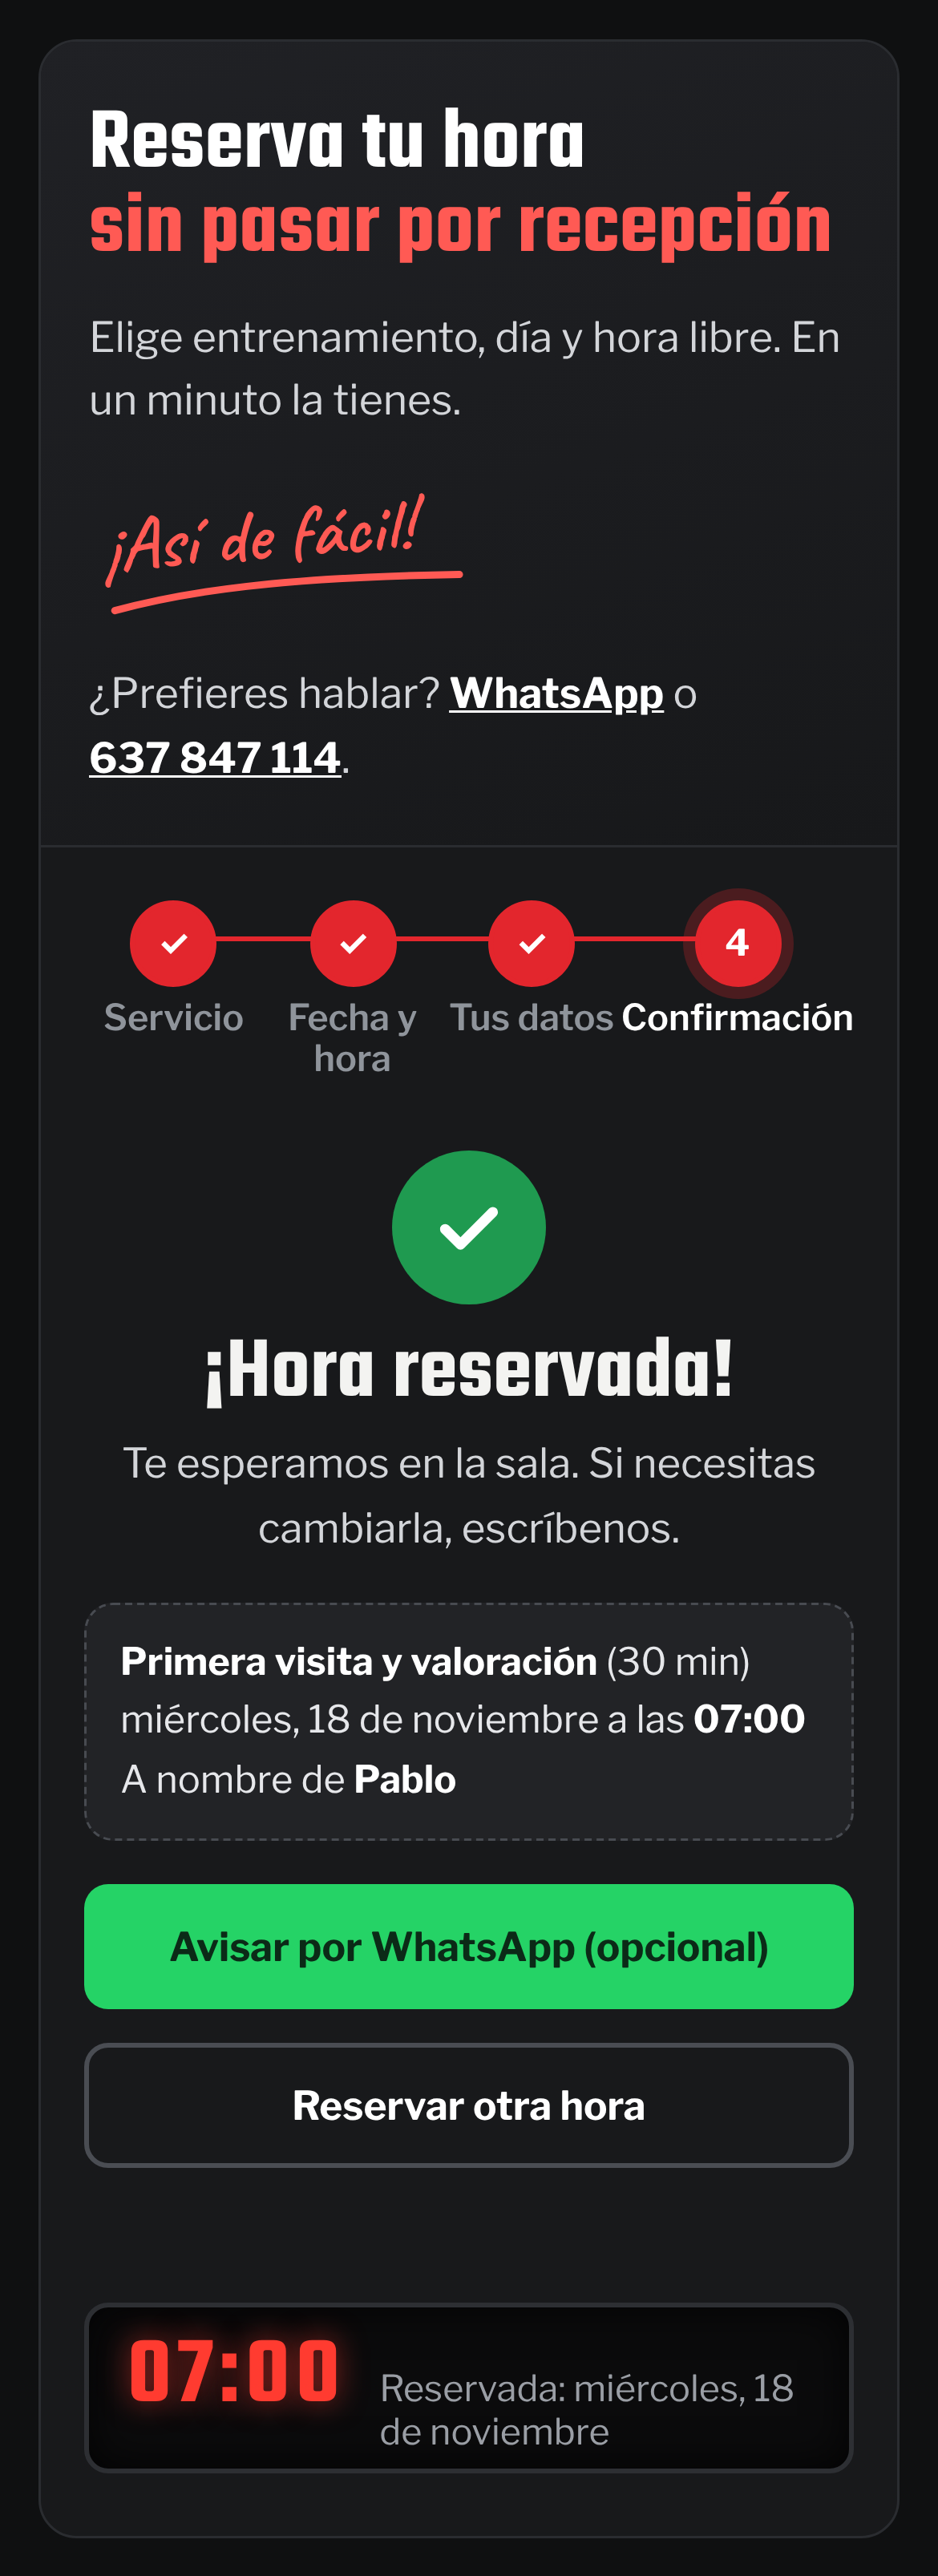 Reserva tu hora
sin pasar por recepción
Elige entrenamiento, día y hora libre. En
un minuto la tienes.
¡Así de fácil!
¿Prefieres hablar? WhatsApp o
637 847 114.
4
Servicio
Fecha y
hora
Tus datos
Confirmación
¡Hora reservada!
Te esperamos en la sala. Si necesitas
cambiarla, escríbenos.
Primera visita y valoración (30 min)
miércoles, 18 de noviembre a las 07:00
A nombre de Pablo
Avisar por WhatsApp (opcional)
Reservar otra hora
07:00
Reservada: miércoles, 18
de noviembre